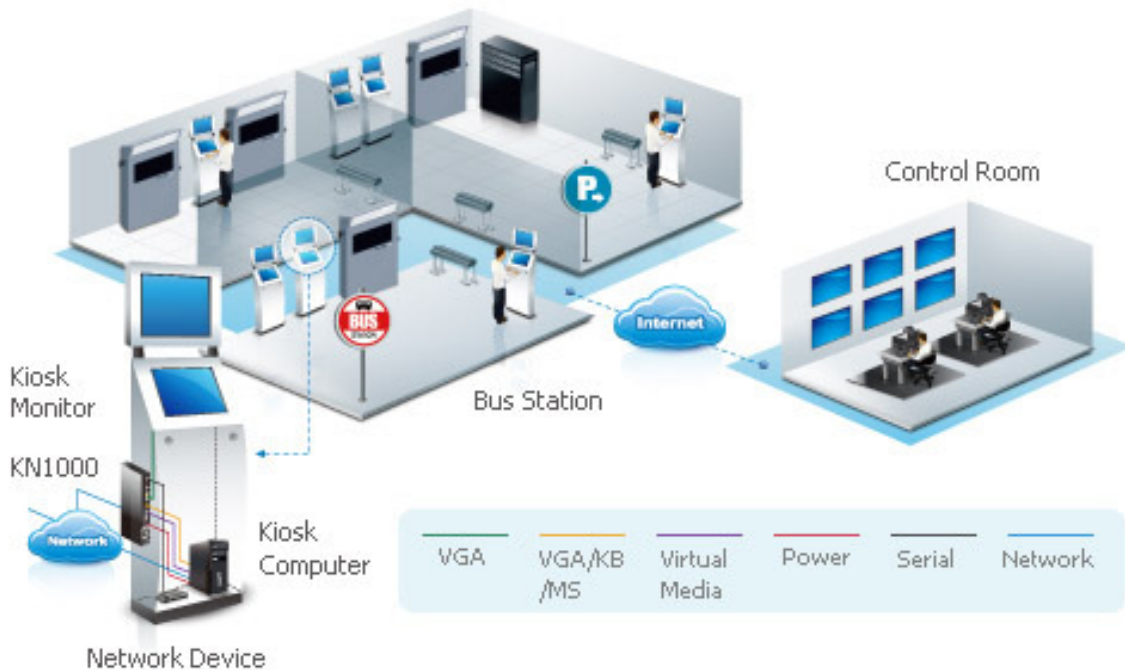 Control Room
P
Internet
BUS
STATION
Bus Station
Kiosk
Monitor
KN1000
Network
Kiosk
Computer
Network Device
VGA
VGA/KB
/MS
Virtual
Media
Power
Serial
Network